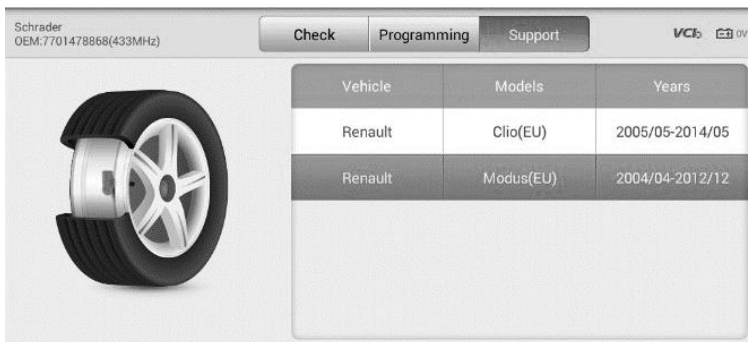 Schrader
OEM:7701478868(433MHz)
Check Programming Support
VCI 0V
Vehicle Models Years
Renault Clio(EU) 2005/05-2014/05
Renault Modus(EU) 2004/04-2012/12